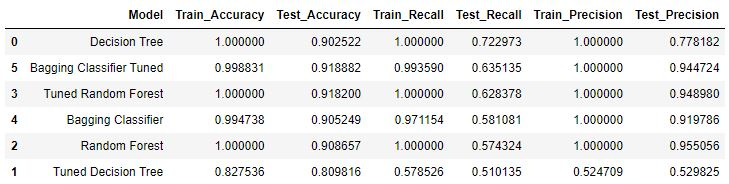 Model Train_Accuracy Test_Accuracy Train_Recall Test_Recall Train_Precision Test_Precision
0 Decision Tree 1.000000 0.902522 1.000000 0.722973 1.000000 0.778182
5 Bagging Classifier Tuned 0.998831 0.918882 0.993590 0.635135 1.000000 0.944724
3 Tuned Random Forest 1.000000 0.918200 1.000000 0.628378 1.000000 0.948980
4 Bagging Classifier 0.994738 0.905249 0.971154 0.581081 1.000000 0.919786
2 Random Forest 1.000000 0.908657 1.000000 0.574324 1.000000 0.955056
1 Tuned Decision Tree 0.827536 0.809816 0.578526 0.510135 0.524709 0.529825